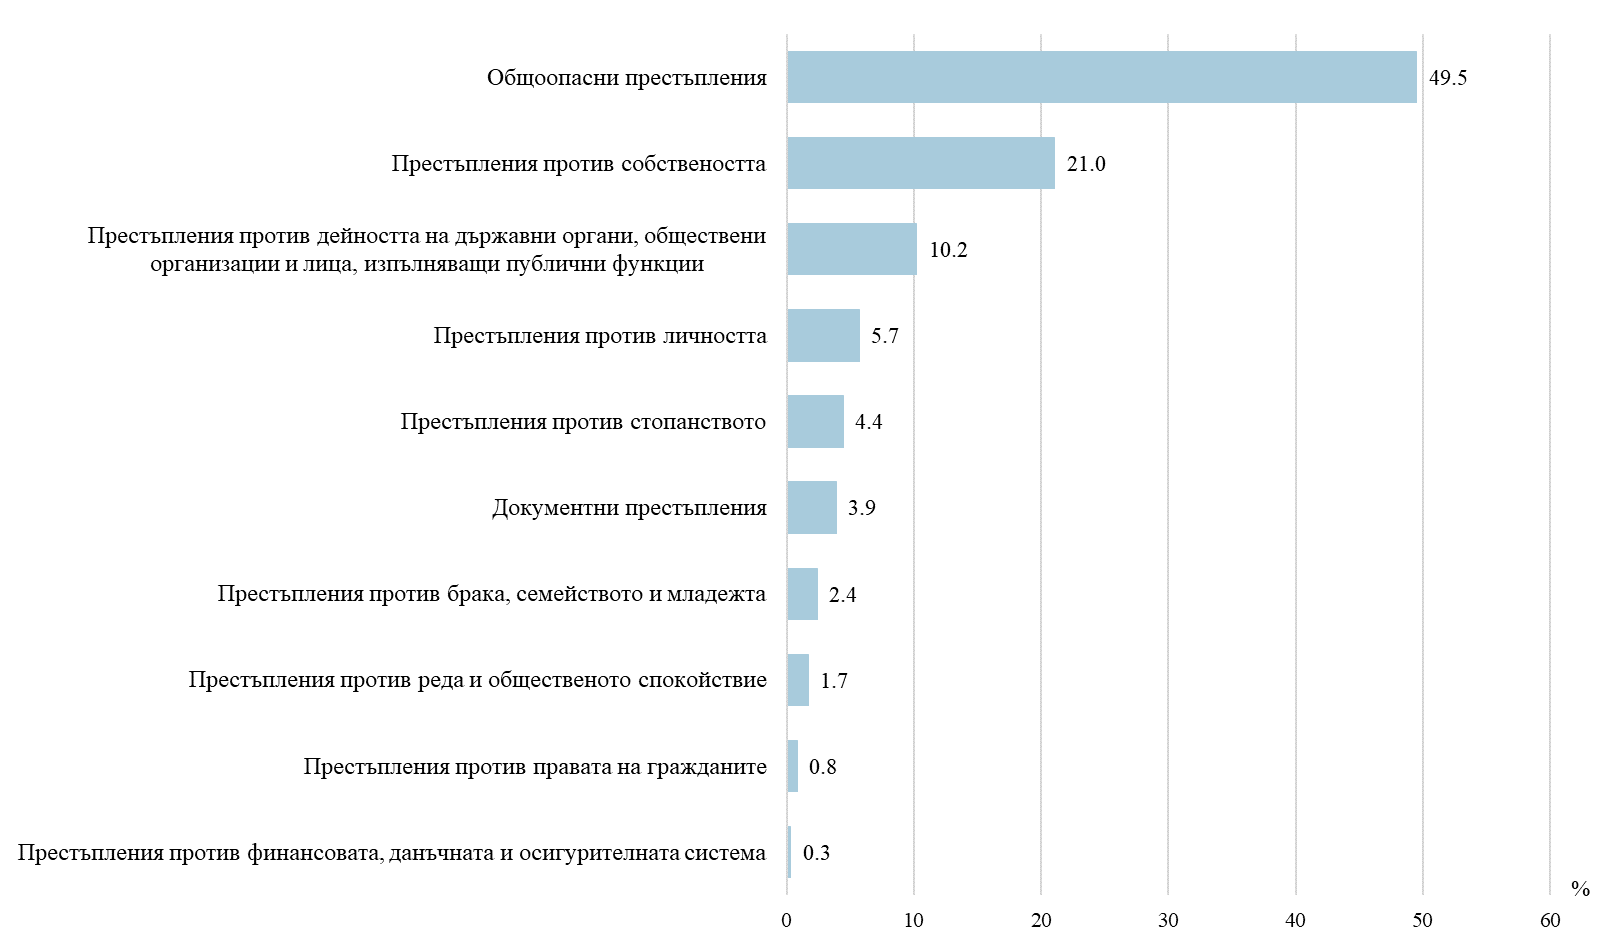 Общоопасни престъпления
49.5
Престъпления против собствеността
21.0
Престъпления против дейността на държавни органи, обществени
организации и лица, изпълняващи публични функции
10.2
Престъпления против личността
5.7
Престъпления против стопанството
4.4
Документни престъпления
3.9
Престъпления против брака, семейството и младежта
2.4
Престъпления против реда и общественото спокойствие
1.7
Престъпления против правата на гражданите
0.8
Престъпления против финансовата, данъчната и осигурителната система
0.3
%
0 10 20 30 40 50 60